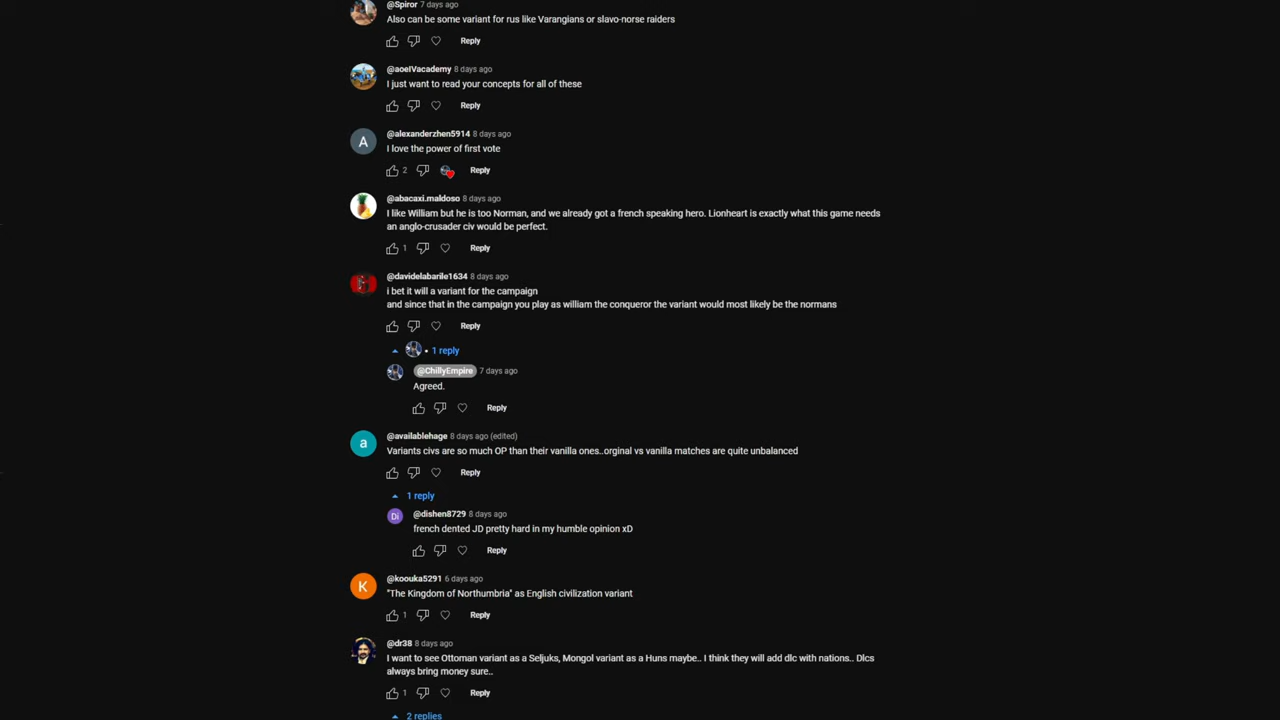 @Spiror 7 days ago
Also can be some variant for rus like Varangians or slavo-norse raiders
Reply
@aoeIVacademy 8 days ago
I just want to read your concepts for all of these
Reply
A
@alexanderzhen5914 8 days ago
I love the power of first vote
2 Reply
@abacaxi.maldoso 8 days ago
I like William but he is too Norman, and we already got a french speaking hero. Lionheart is exactly what this game needs
an anglo-crusader civ would be perfect.
1 Reply
@davidelabarile1634 8 days ago
i bet it will a variant for the campaign
and since that in the campaign you play as william the conqueror the variant would most likely be the normans
Reply
• 1 reply
@ChillyEmpire 7 days ago
Agreed.
Reply
a
@availablehage 8 days ago (edited)
Variants civs are so much OP than their vanilla ones..orginal vs vanilla matches are quite unbalanced
Reply
1 reply
Di
@dishen8729 8 days ago
french dented JD pretty hard in my humble opinion xD
Reply
K
@koouka5291 6 days ago
"The Kingdom of Northumbria" as English civilization variant
1 Reply
@dr38 8 days ago
I want to see Ottoman variant as a Seljuks, Mongol variant as a Huns maybe.. I think they will add dlc with nations.. Dlcs
always bring money sure..
1 Reply
2 replies